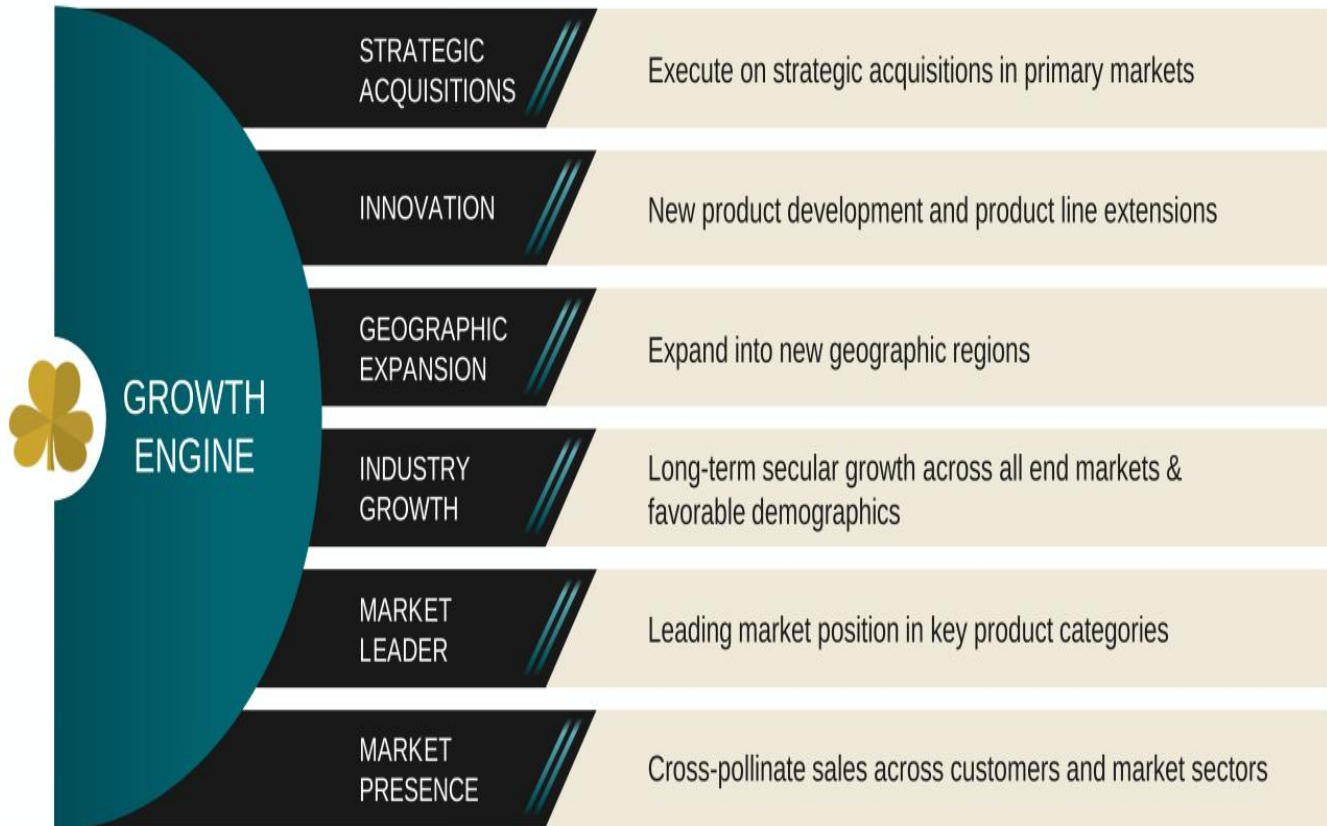 STRATEGIC
ACQUISITIONS
Execute on strategic acquisitions in primary markets
INNOVATION
New product development and product line extensions
GEOGRAPHIC
EXPANSION
Expand into new geographic regions
GROWTH
ENGINE
INDUSTRY
GROWTH
Long-term secular growth across all end markets &
favorable demographics
MARKET
LEADER
Leading market position in key product categories
MARKET
PRESENCE
Cross-pollinate sales across customers and market sectors